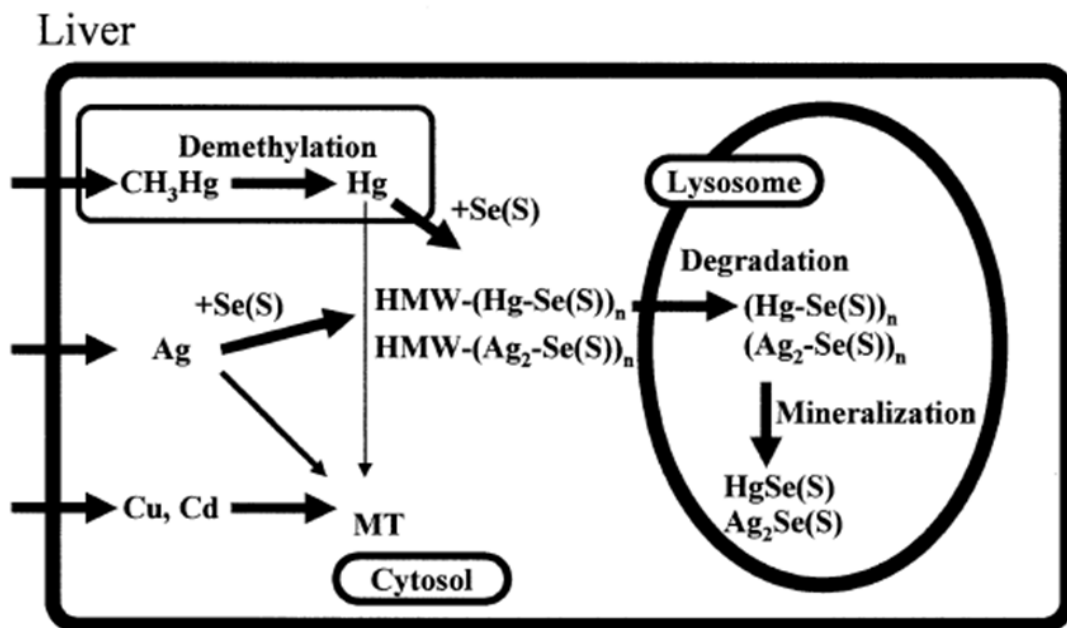 Liver
Demethylation
CH₃Hg
Hg
+Se(S)
Lysosome
Degradation
+Se(S)
HMW-(Hg-Se(S))ₙ
(Hg-Se(S))ₙ
Ag
HMW-(Ag₂-Se(S))ₙ
(Ag₂-Se(S))ₙ
Mineralization
HgSe(S)
Ag₂Se(S)
Cu, Cd
MT
Cytosol